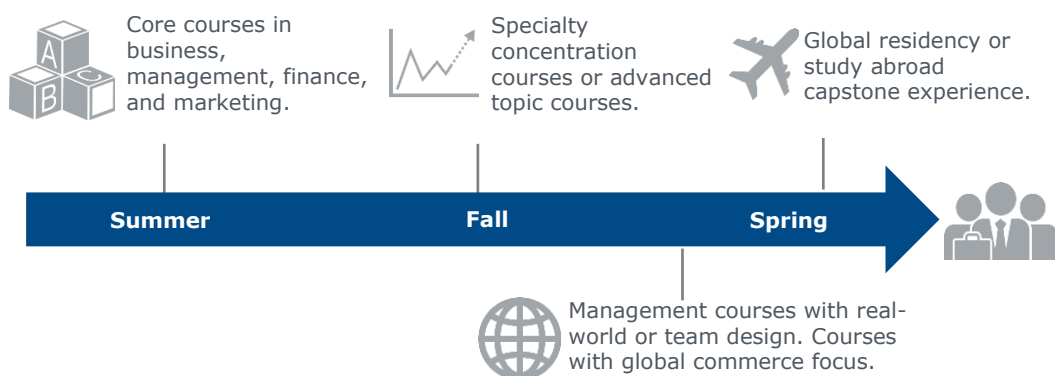 Core courses in
business,
management, finance,
and marketing.
Specialty
concentration
courses or advanced
topic courses.
Global residency or
study abroad
capstone experience.
A
B
C
Summer
Fall
Spring
Management courses with real-
world or team design. Courses
with global commerce focus.